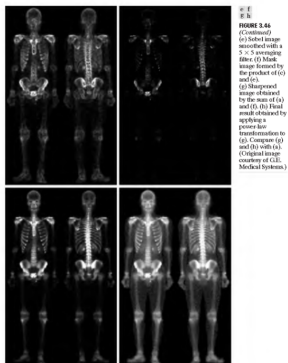 e f
g h
FIGURE 3.46
(Continued)
(e) Sobel image
smoothed with a
5 × 5 averaging
filter. (f) Mask
image formed by
the product of (c)
and (e).
(g) Sharpened
image obtained
by the sum of (a)
and (f). (h) Final
result obtained by
applying a
power-law
transformation to
(g). Compare (g)
and (h) with (a).
(Original image
courtesy of G.E.
Medical Systems.)